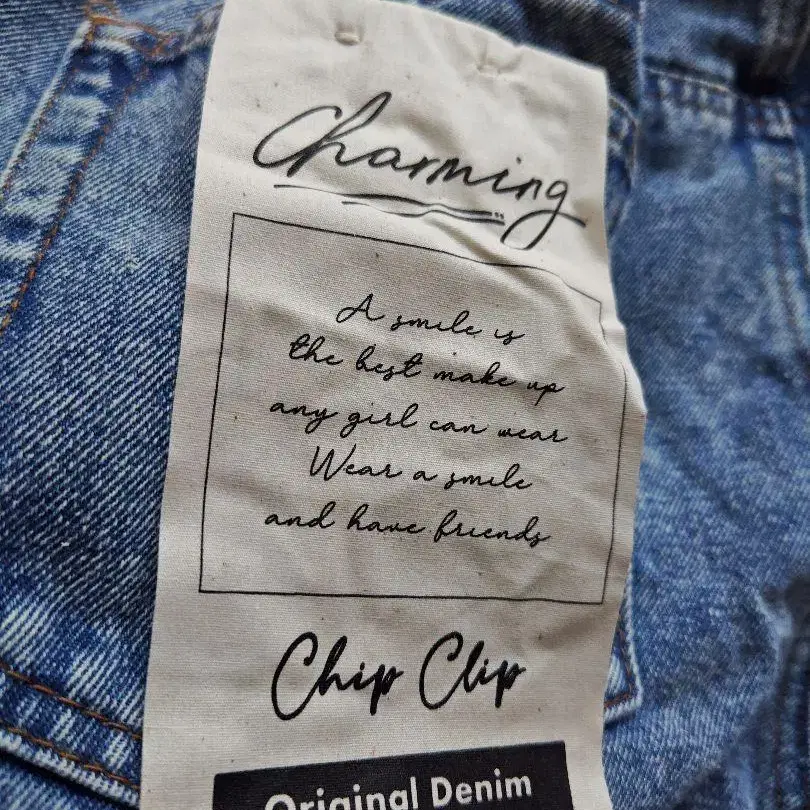 Charming
A smile is
the best make up
any girl can wear
Wear a smile
and have friends
Chip Clip
Original Denim